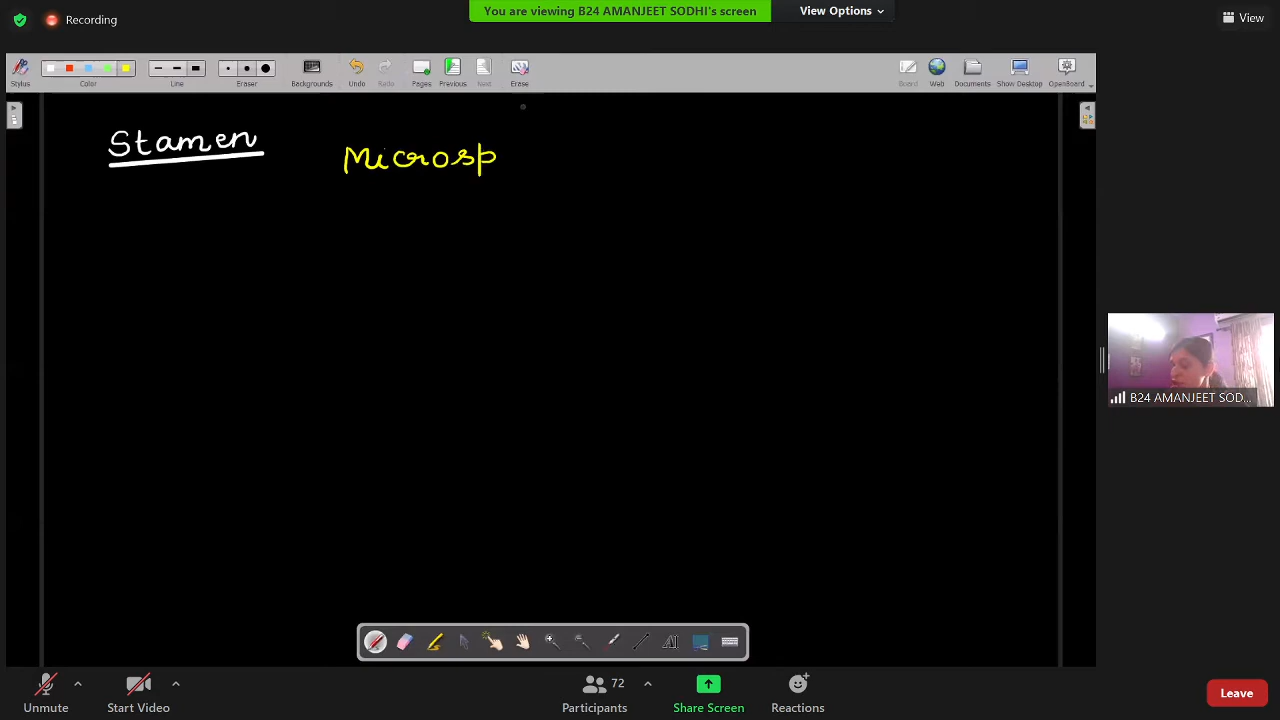 Recording
You are viewing B24 AMANJEET SODHI's screen
View Options
View
Stylus
Color
Line
Eraser
Backgrounds
Undo
Redo
Pages
Previous
Next
Erase
Board
Web
Documents
Show Desktop
OpenBoard
Stamen
Microsp
B24 AMANJEET SOD...
Unmute
Start Video
72
Participants
Share Screen
Reactions
Leave